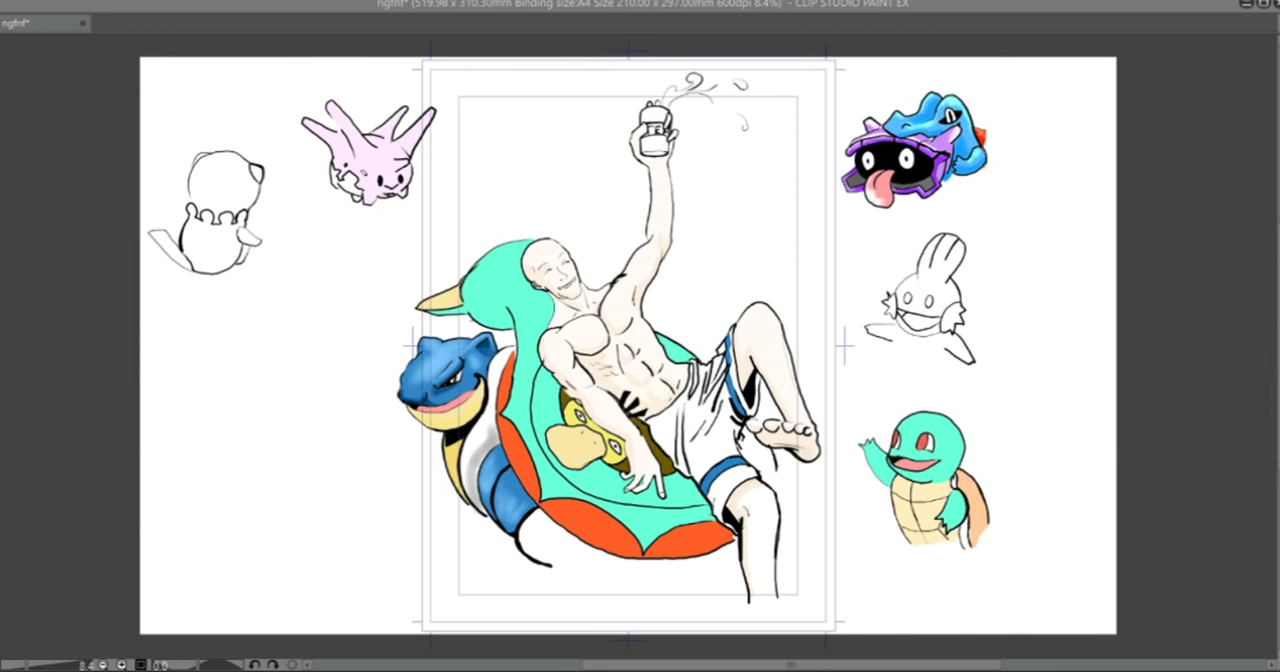 ngfnf* (519.98 x 310.30mm Binding size:A4 Size 210.00 x 297.00mm 600dpi 8.4%) - CLIP STUDIO PAINT EX
ngfnf*
8.4 0.0